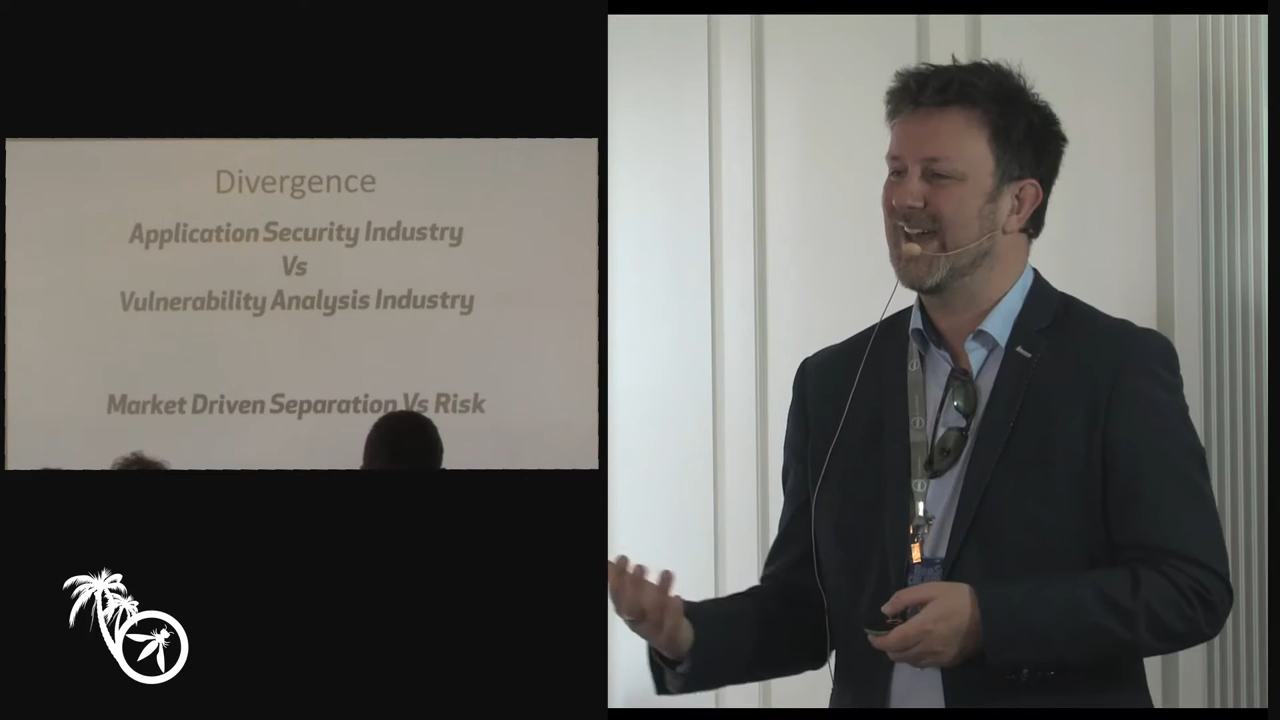 Divergence
Application Security Industry
Vs
Vulnerability Analysis Industry
Market Driven Separation Vs Risk